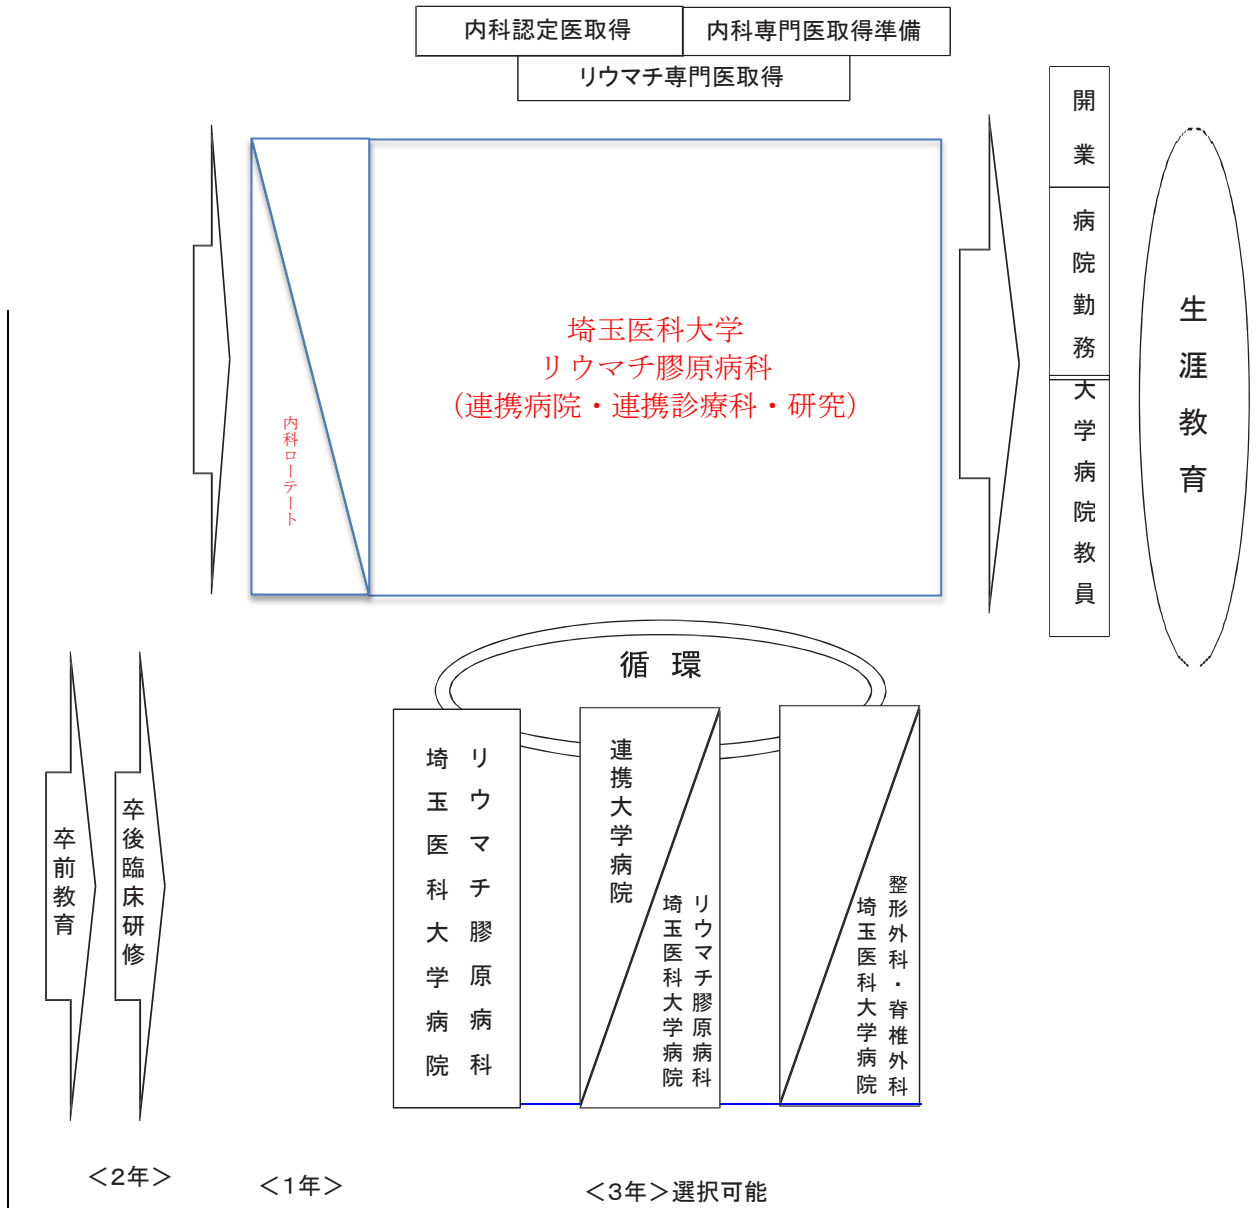 内科認定医取得
内科専門医取得準備
リウマチ専門医取得
開業
病院勤務
大学病院教員
生涯教育
埼玉医科大学
リウマチ膠原病科
（連携病院・連携診療科・研究）
内科ローテート
循 環
リウマチ膠原病科
埼玉医科大学病院
連携大学病院
リウマチ膠原病科
埼玉医科大学病院
整形外科・脊椎外科
埼玉医科大学病院
卒前教育
卒後臨床研修
＜2年＞
＜1年＞
＜3年＞選択可能